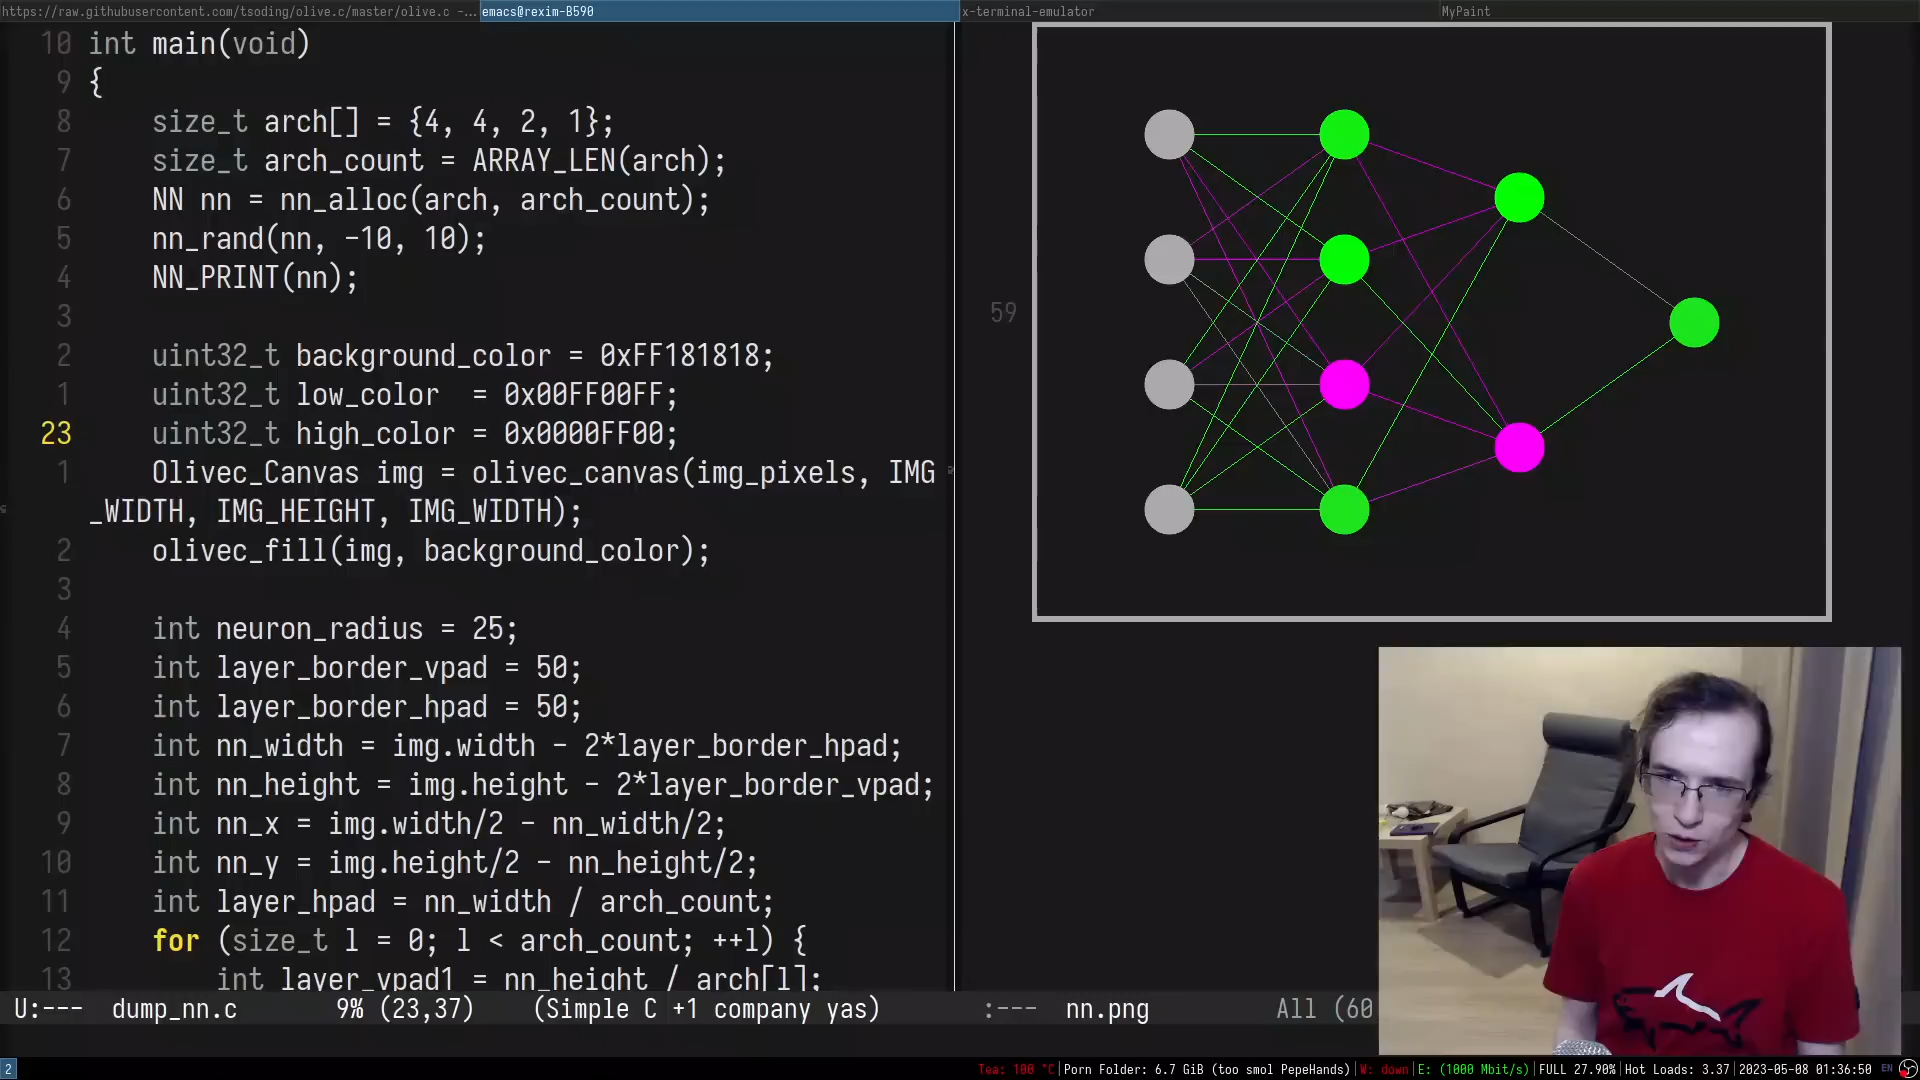 https://raw.githubusercontent.com/tsoding/olive.c/master/olive.c -...
emacs@rexim-B590
x-terminal-emulator
MyPaint
10 int main(void)
9 {
8 size_t arch[] = {4, 4, 2, 1};
7 size_t arch_count = ARRAY_LEN(arch);
6 NN nn = nn_alloc(arch, arch_count);
5 nn_rand(nn, -10, 10);
4 NN_PRINT(nn);
3
2 uint32_t background_color = 0xFF181818;
1 uint32_t low_color  = 0x00FF00FF;
23 uint32_t high_color = 0x0000FF00;
1 Olivec_Canvas img = olivec_canvas(img_pixels, IMG
_WIDTH, IMG_HEIGHT, IMG_WIDTH);
2 olivec_fill(img, background_color);
3
4 int neuron_radius = 25;
5 int layer_border_vpad = 50;
6 int layer_border_hpad = 50;
7 int nn_width = img.width - 2*layer_border_hpad;
8 int nn_height = img.height - 2*layer_border_vpad;
9 int nn_x = img.width/2 - nn_width/2;
10 int nn_y = img.height/2 - nn_height/2;
11 int layer_hpad = nn_width / arch_count;
12 for (size_t l = 0; l < arch_count; ++l) {
13 int layer_vpad1 = nn_height / arch[l];
U:--- dump_nn.c 9% (23,37) (Simple C +1 company yas)
59
:--- nn.png All (60
2
Tea: 100 °C|Porn Folder: 6.7 GiB (too smol PepeHands)|W: down|E: (1000 Mbit/s)|FULL 27.90%|Hot Loads: 3.37|2023-05-08 01:36:50 EN